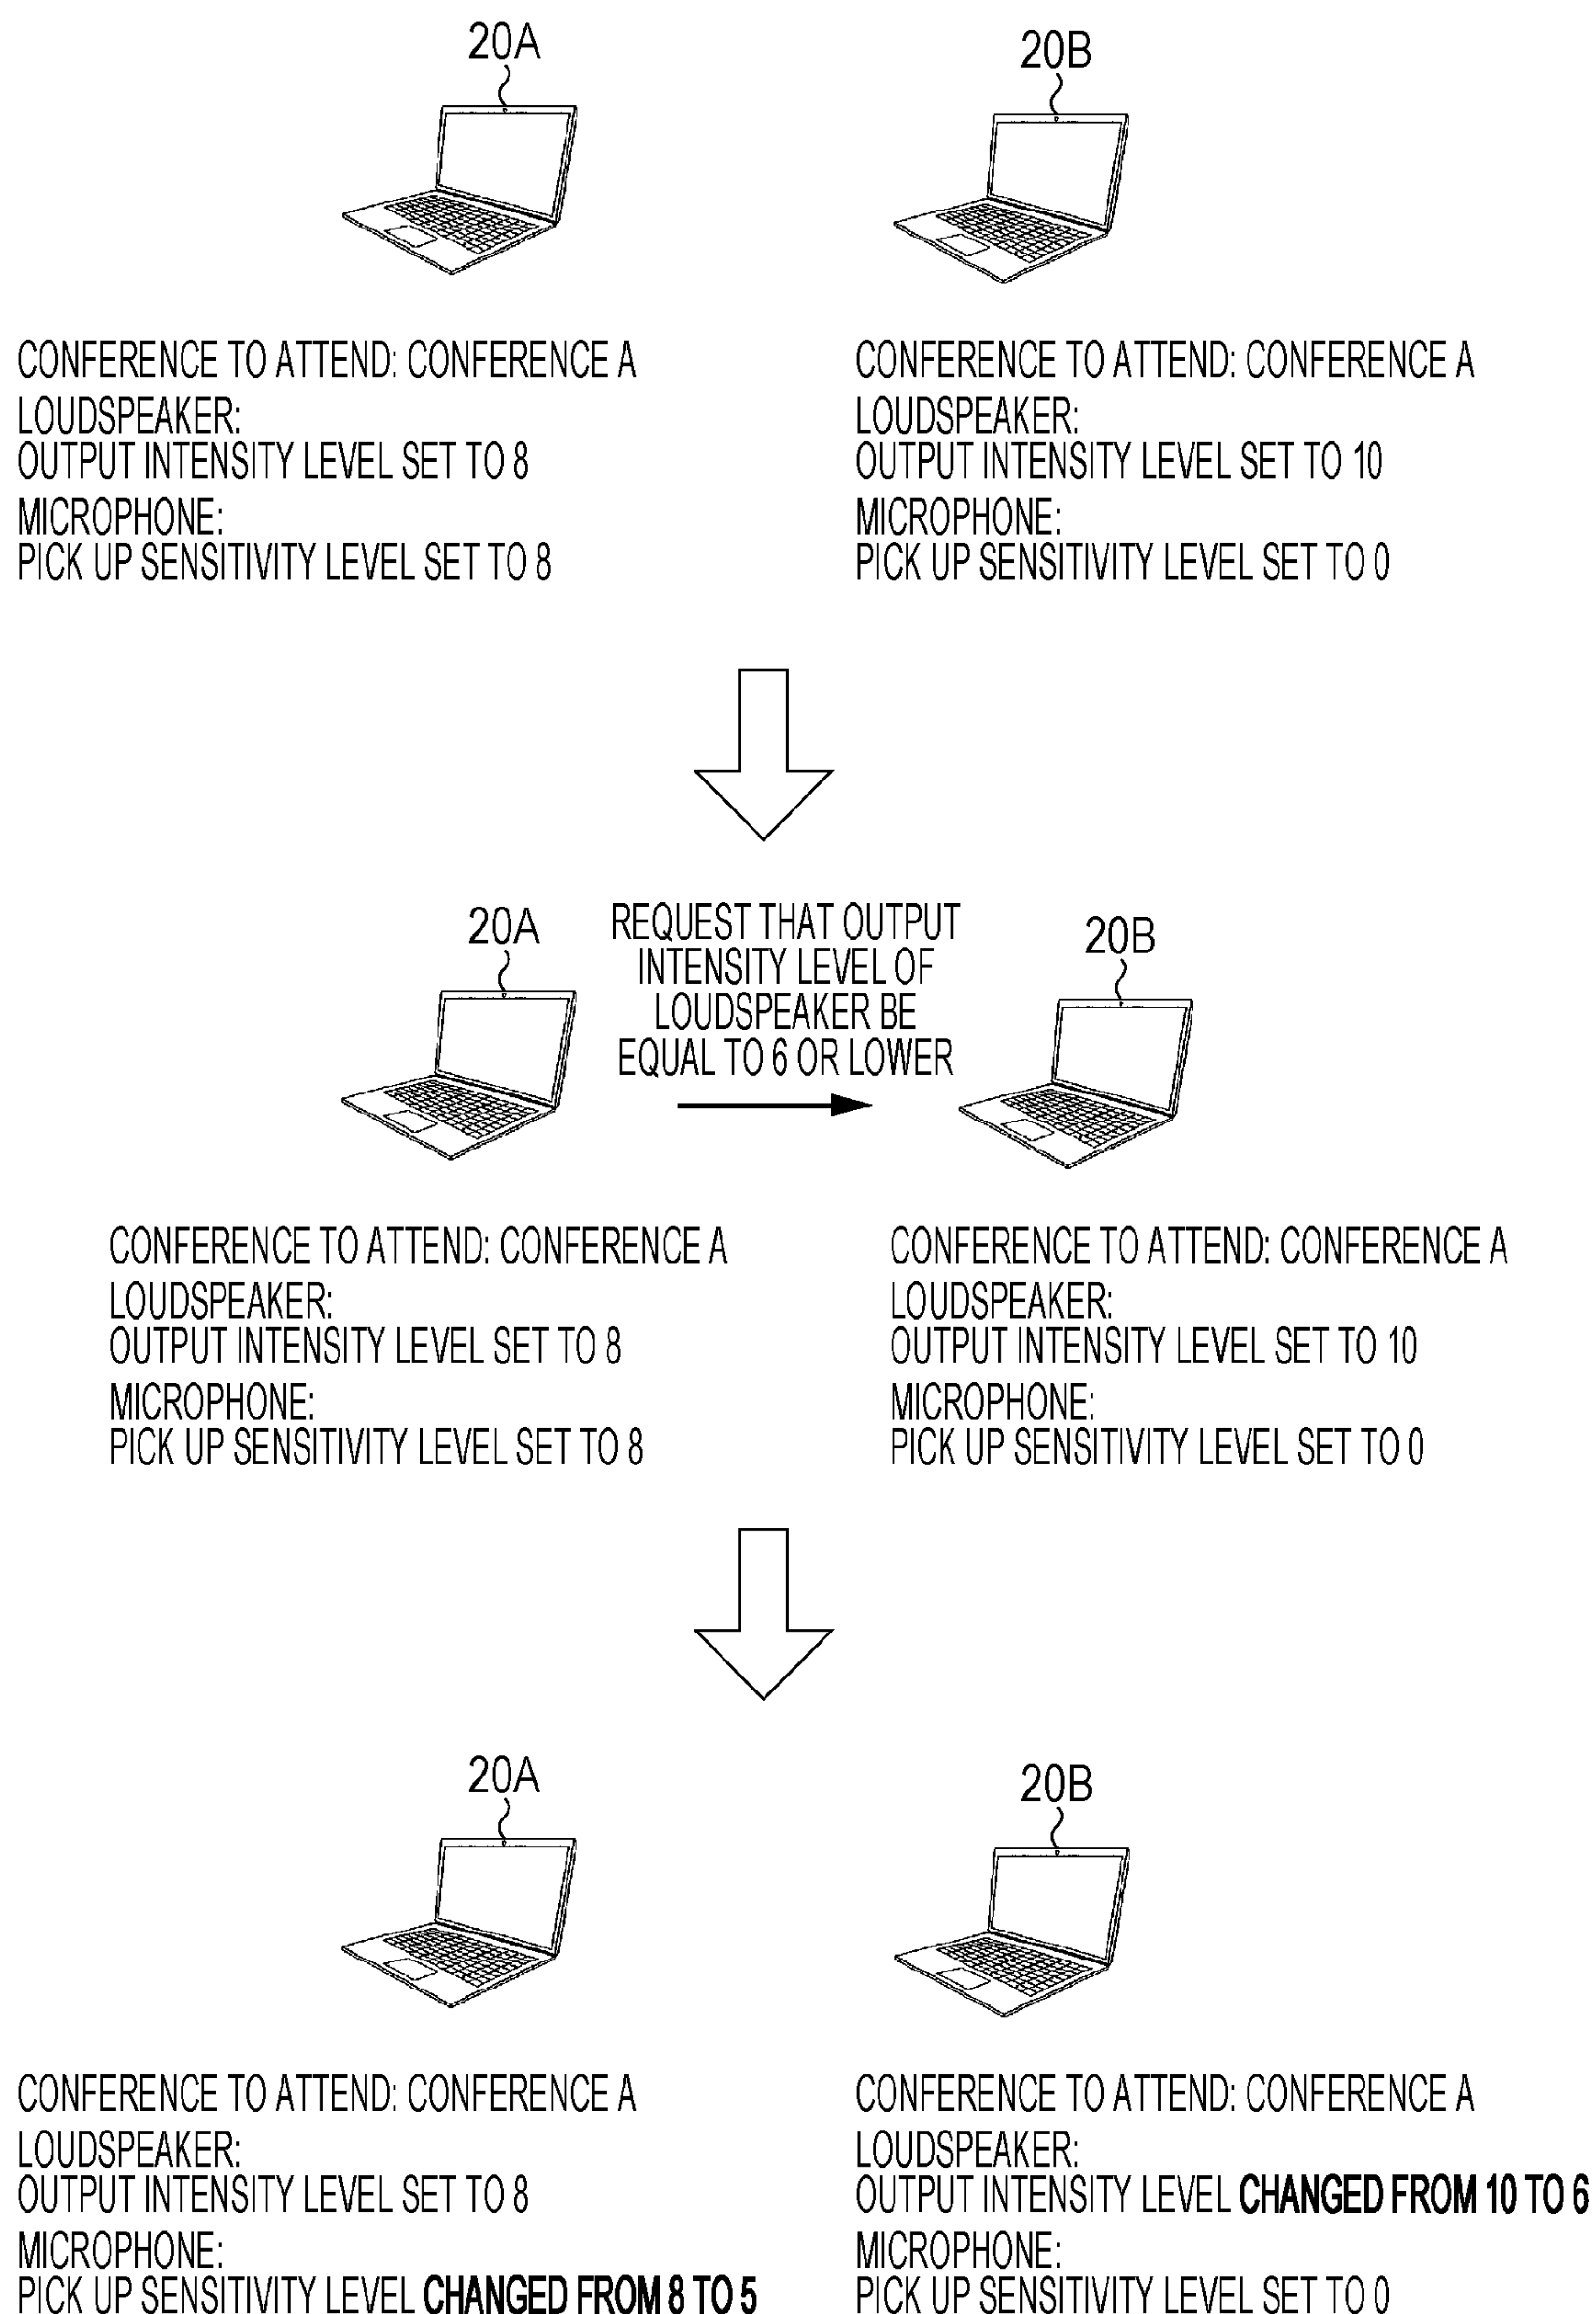 20A
20B
CONFERENCE TO ATTEND: CONFERENCE A
LOUDSPEAKER:
OUTPUT INTENSITY LEVEL SET TO 8
MICROPHONE:
PICK UP SENSITIVITY LEVEL SET TO 8
CONFERENCE TO ATTEND: CONFERENCE A
LOUDSPEAKER:
OUTPUT INTENSITY LEVEL SET TO 10
MICROPHONE:
PICK UP SENSITIVITY LEVEL SET TO 0
20A
REQUEST THAT OUTPUT
INTENSITY LEVEL OF
LOUDSPEAKER BE
EQUAL TO 6 OR LOWER
20B
CONFERENCE TO ATTEND: CONFERENCE A
LOUDSPEAKER:
OUTPUT INTENSITY LEVEL SET TO 8
MICROPHONE:
PICK UP SENSITIVITY LEVEL SET TO 8
CONFERENCE TO ATTEND: CONFERENCE A
LOUDSPEAKER:
OUTPUT INTENSITY LEVEL SET TO 10
MICROPHONE:
PICK UP SENSITIVITY LEVEL SET TO 0
20A
20B
CONFERENCE TO ATTEND: CONFERENCE A
LOUDSPEAKER:
OUTPUT INTENSITY LEVEL SET TO 8
MICROPHONE:
PICK UP SENSITIVITY LEVEL CHANGED FROM 8 TO 5
CONFERENCE TO ATTEND: CONFERENCE A
LOUDSPEAKER:
OUTPUT INTENSITY LEVEL CHANGED FROM 10 TO 6
MICROPHONE:
PICK UP SENSITIVITY LEVEL SET TO 0